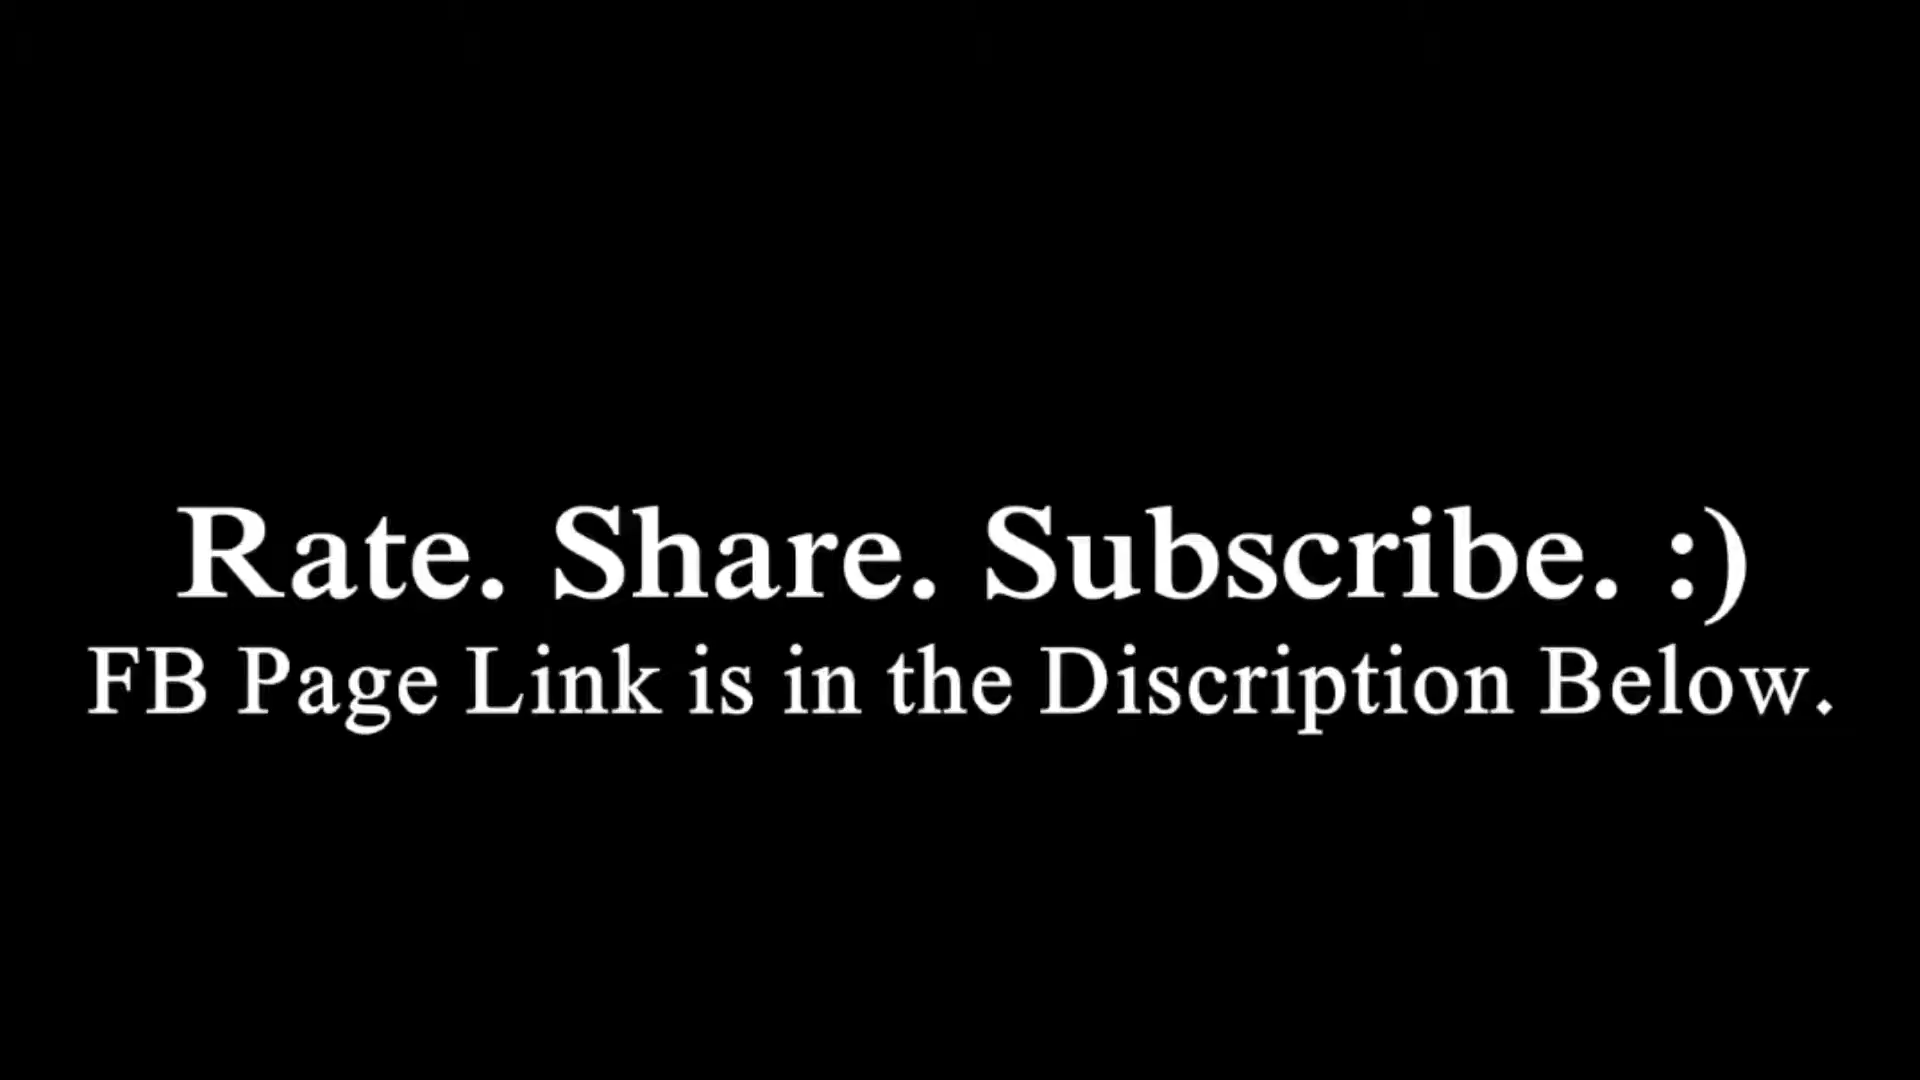 Rate. Share. Subscribe. :)
FB Page Link is in the Discription Below.